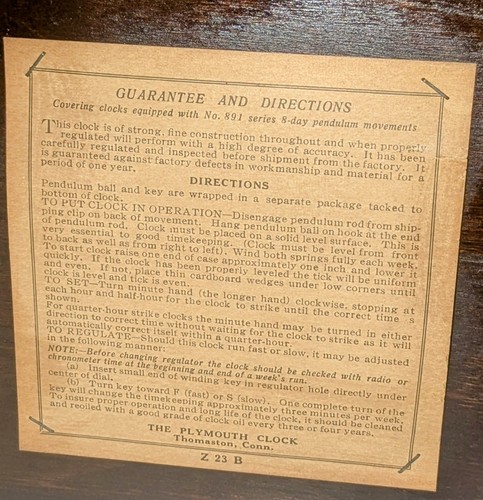 GUARANTEE AND DIRECTIONS
Covering clocks equipped with No. 891 series 8-day pendulum movements
This clock is of strong, fine construction throughout and when properly
regulated will perform with a high degree of accuracy. It has been
carefully regulated and inspected before shipment from the factory. It
is guaranteed against factory defects in workmanship and material for a
period of one year.
DIRECTIONS
Pendulum ball and key are wrapped in a separate package tacked to
bottom of clock.
TO PUT CLOCK IN OPERATION—Disengage pendulum rod from ship-
ping clip on back of movement. Hang pendulum ball on hook at the end
of pendulum rod. Clock must be placed on a solid level surface. This is
very essential to good timekeeping. (Clock must be level from front
to back as well as from right to left). Wind both springs fully each week.
To start clock raise one end of case approximately one inch and lower it
quickly. If the clock has been properly leveled the tick will be uniform
and even. If not, place thin cardboard wedges under low corners until
clock is level and tick is even.
TO SET—Turn minute hand (the longer hand) clockwise, stopping at
each hour and half-hour for the clock to strike until the correct time is
shown.
For quarter-hour strike clocks the minute hand may be turned in either
direction to correct time without waiting for the clock to strike as it will
automatically correct itself within a quarter-hour.
TO REGULATE—Should this clock run fast or slow, it may be adjusted
in the following manner:
NOTE:—Before changing regulator the clock should be checked with radio or
chronometer time at the beginning and end of a week's run.
(a) Insert small end of winding key in regulator hole directly under
center of dial.
(b) Turn key toward F (fast) or S (slow). One complete turn of the
key will change the timekeeping approximately three minutes per week.
To insure proper operation and long life of the clock, it should be cleaned
and reoiled with a good grade of clock oil every three or four years.
THE PLYMOUTH CLOCK
Thomaston, Conn.
Z 23 B